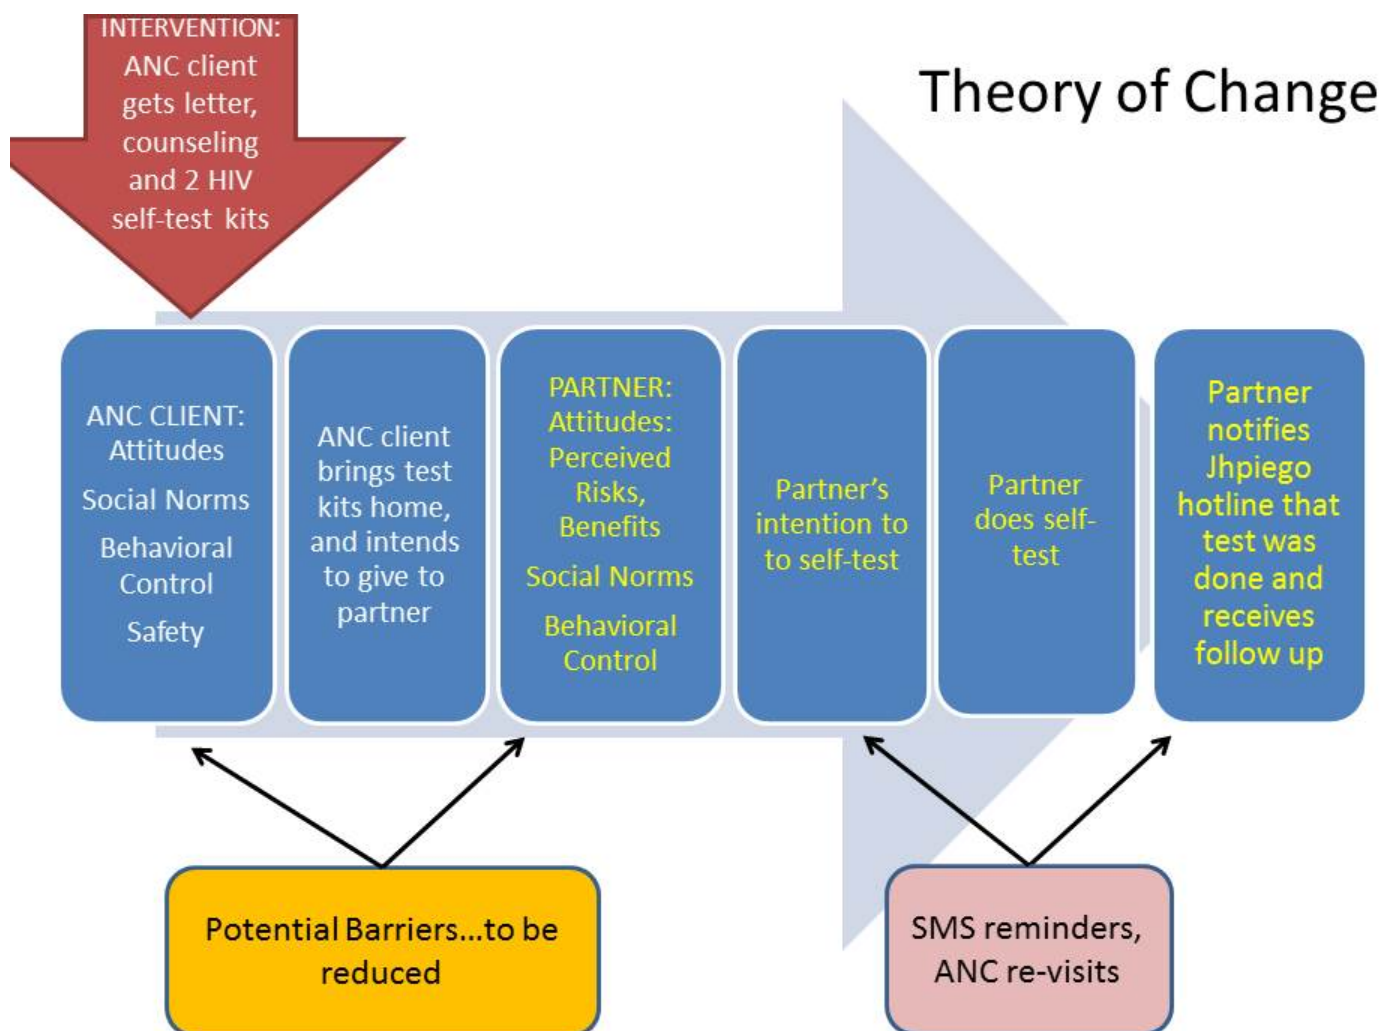 INTERVENTION:
ANC client
gets letter,
counseling
and 2 HIV
self-test kits
Theory of Change
ANC CLIENT:
Attitudes
Social Norms
Behavioral
Control
Safety
ANC client
brings test
kits home,
and intends
to give to
partner
PARTNER:
Attitudes:
Perceived
Risks,
Benefits
Social Norms
Behavioral
Control
Partner’s
intention to
to self-test
Partner
does self-
test
Partner
notifies
Jhpiego
hotline that
test was
done and
receives
follow up
Potential Barriers...to be
reduced
SMS reminders,
ANC re-visits